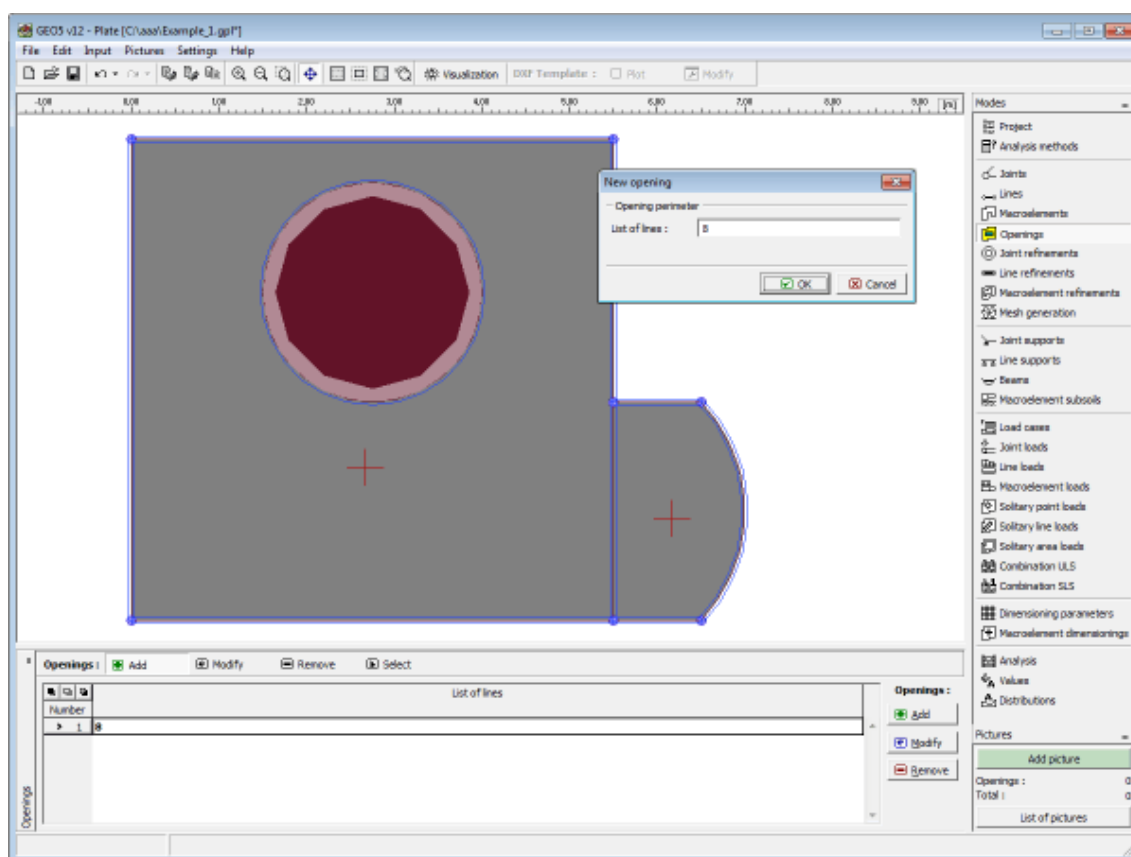 GEO5 v12 - Plate [C:\aaa\Example_1.gpl*]
File Edit Input Pictures Settings Help
Visualization DXF Template : Plot Modify
-1,00 0,00 1,00 2,00 3,00 4,00 5,00 6,00 7,00 8,00 9,00 [m]
New opening
Opening perimeter
List of lines : 8
OK Cancel
Modes
Project
Analysis methods
Joints
Lines
Macroelements
Openings
Joint refinements
Line refinements
Macroelement refinements
Mesh generation
Joint supports
Line supports
Beams
Macroelement subsoils
Load cases
Joint loads
Line loads
Macroelement loads
Solitary point loads
Solitary line loads
Solitary area loads
Combination ULS
Combination SLS
Dimensioning parameters
Macroelement dimensionings
Analysis
Values
Distributions
Pictures
Add picture
Openings : 0
Total : 0
List of pictures
Openings : Add Modify Remove Select
Number List of lines
1 8
Openings :
Add
Modify
Remove
Openings